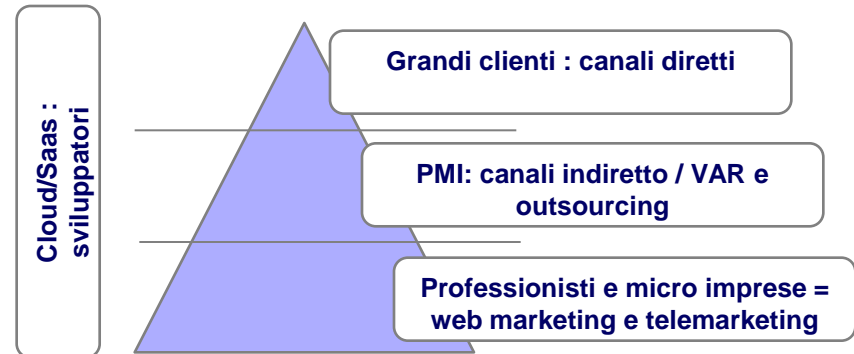 Cloud/Saas :
sviluppatori
Grandi clienti : canali diretti
PMI: canali indiretto / VAR e
outsourcing
Professionisti e micro imprese =
web marketing e telemarketing